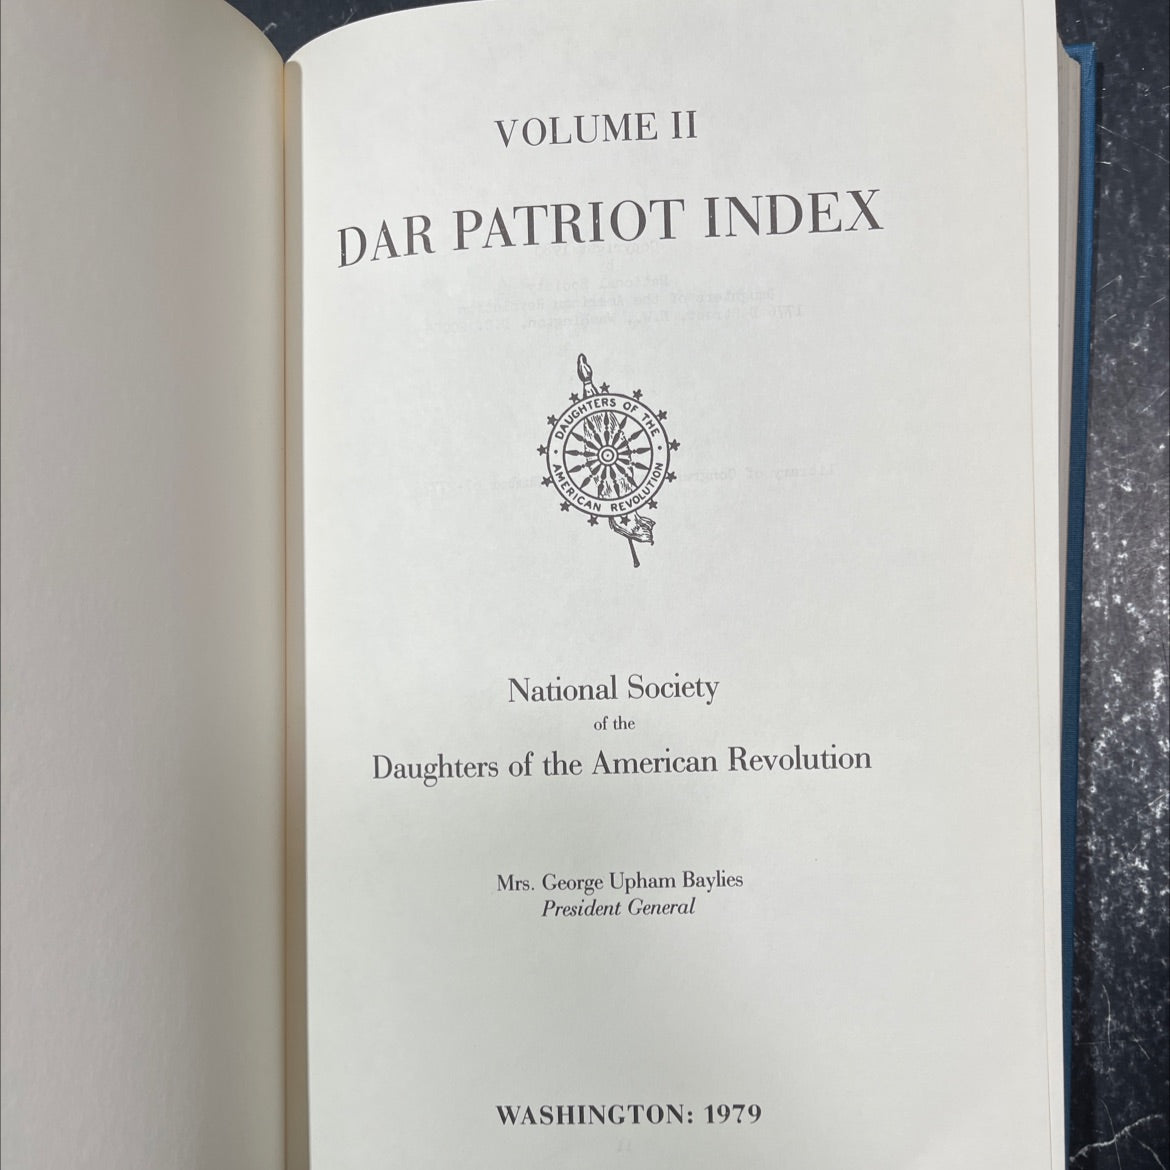 VOLUME II
DAR PATRIOT INDEX
DAUGHTERS OF THE
AMERICAN REVOLUTION
National Society
of the
Daughters of the American Revolution
Mrs. George Upham Baylies
President General
WASHINGTON: 1979